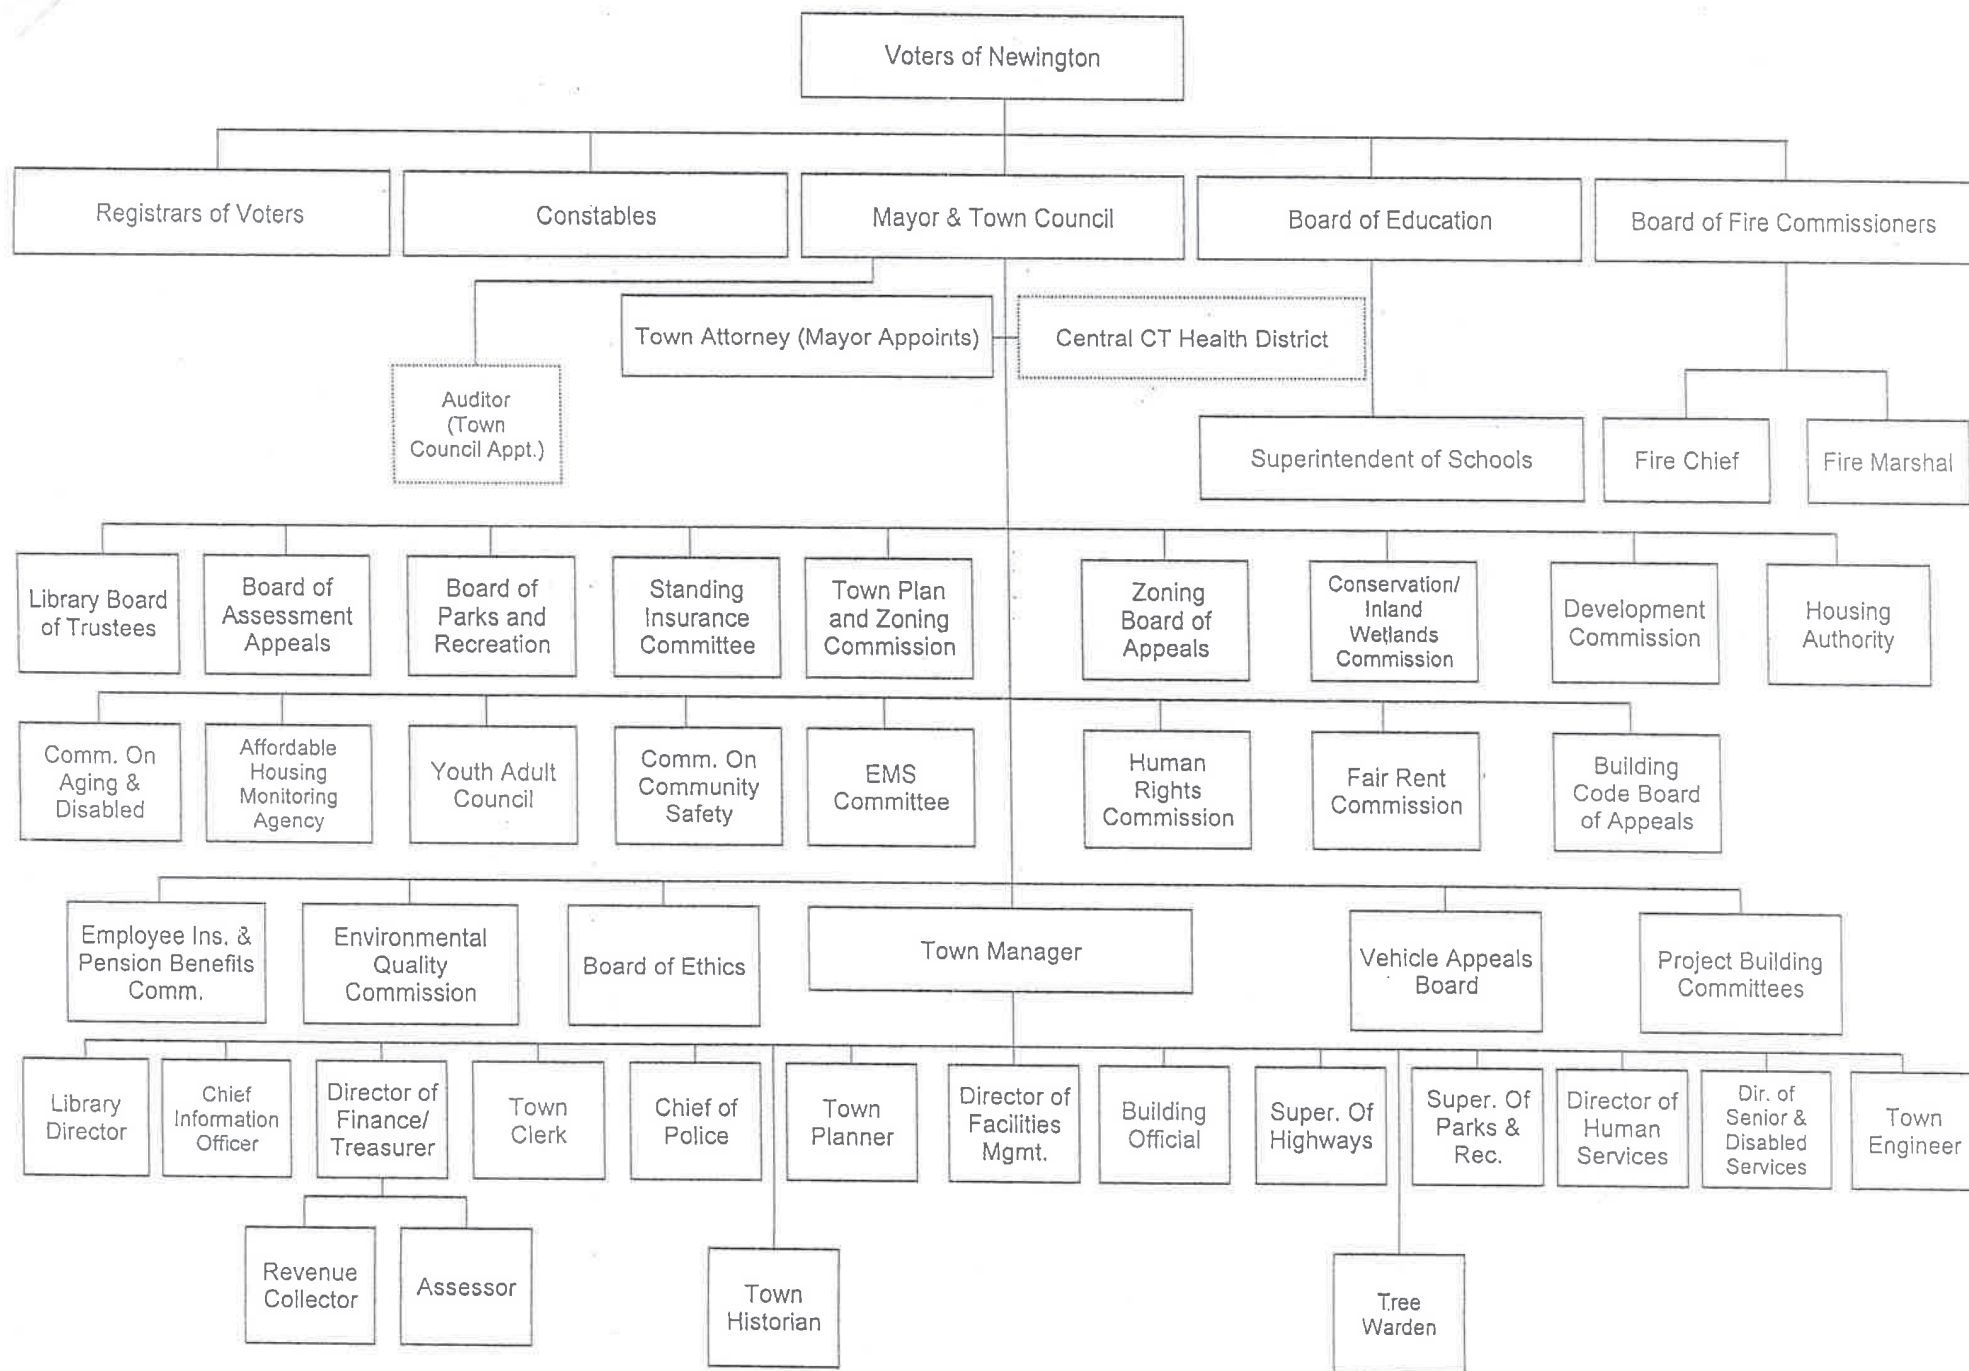 Voters of Newington
Registrars of Voters
Constables
Mayor & Town Council
Board of Education
Board of Fire Commissioners
Town Attorney (Mayor Appoints)
Central CT Health District
Auditor
(Town
Council Appt.)
Superintendent of Schools
Fire Chief
Fire Marshal
Library Board
of Trustees
Board of
Assessment
Appeals
Board of
Parks and
Recreation
Standing
Insurance
Committee
Town Plan
and Zoning
Commission
Zoning
Board of
Appeals
Conservation/
Inland
Wetlands
Commission
Development
Commission
Housing
Authority
Comm. On
Aging &
Disabled
Affordable
Housing
Monitoring
Agency
Youth Adult
Council
Comm. On
Community
Safety
EMS
Committee
Human
Rights
Commission
Fair Rent
Commission
Building
Code Board
of Appeals
Employee Ins. &
Pension Benefits
Comm.
Environmental
Quality
Commission
Board of Ethics
Town Manager
Vehicle Appeals
Board
Project Building
Committees
Library
Director
Chief
Information
Officer
Director of
Finance/
Treasurer
Town
Clerk
Chief of
Police
Town
Planner
Director of
Facilities
Mgmt.
Building
Official
Super. Of
Highways
Super. Of
Parks &
Rec.
Director of
Human
Services
Dir. of
Senior &
Disabled
Services
Town
Engineer
Revenue
Collector
Assessor
Town
Historian
Tree
Warden